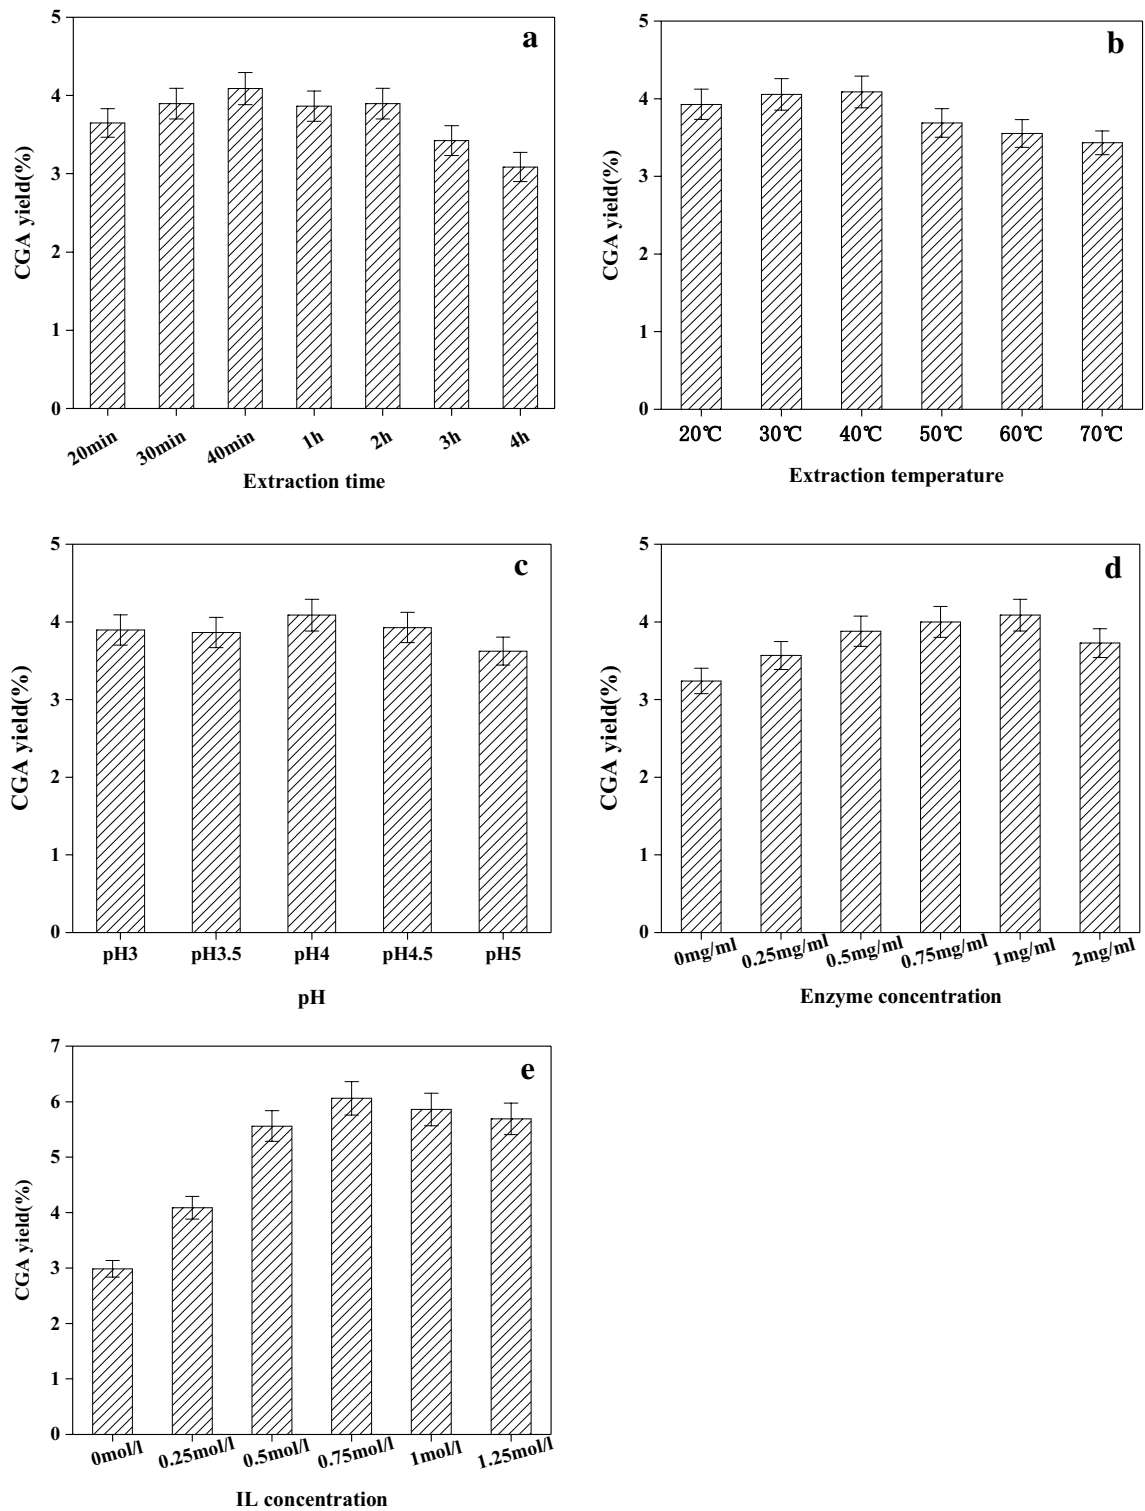 a
5
4
3
2
1
0
CGA yield(%)
20min 30min 40min 1h 2h 3h 4h
Extraction time
b
5
4
3
2
1
0
CGA yield(%)
20℃ 30℃ 40℃ 50℃ 60℃ 70℃
Extraction temperature
c
5
4
3
2
1
0
CGA yield(%)
pH3 pH3.5 pH4 pH4.5 pH5
pH
d
5
4
3
2
1
0
CGA yield(%)
0mg/ml 0.25mg/ml 0.5mg/ml 0.75mg/ml 1mg/ml 2mg/ml
Enzyme concentration
e
7
6
5
4
3
2
1
0
CGA yield(%)
0mol/l 0.25mol/l 0.5mol/l 0.75mol/l 1mol/l 1.25mol/l
IL concentration